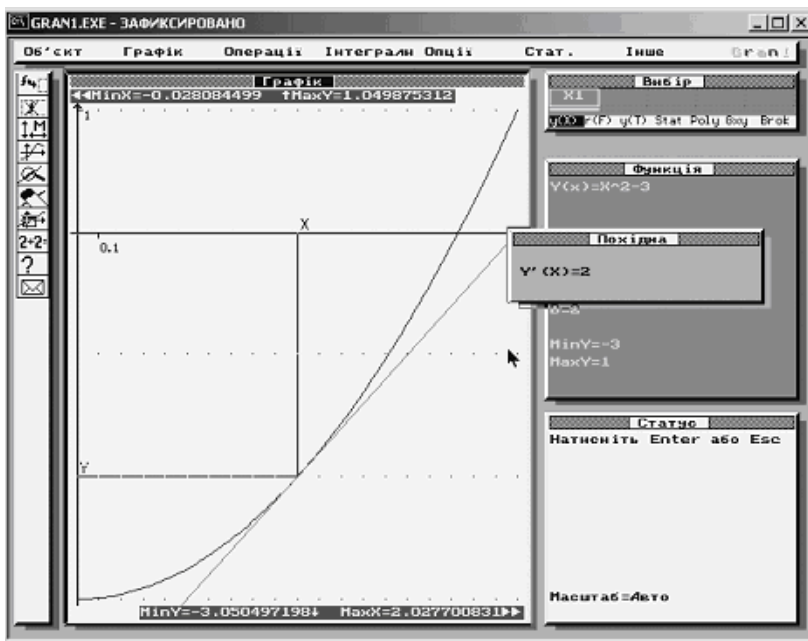 GRAN1.EXE - ЗАФИКСИРОВАНО
Об'єкт Графік Операції Інтеграли Опції Стат. Інше Gran1
Графік
MinX=-0.028084499 ↑MaxY=1.049875312
1
X
0.1
Y
MinY=-3.050497198↓ MaxX=2.027700831
2+2=
?
Вибір
X1
y(X) r(F) y(T) Stat Poly Bxy Brok
Функція
Y(x)=X^2-3
Похідна
Y'(X)=2
B=2
MinY=-3
MaxY=1
Статус
Натисніть Enter або Esc
Масштаб=Авто